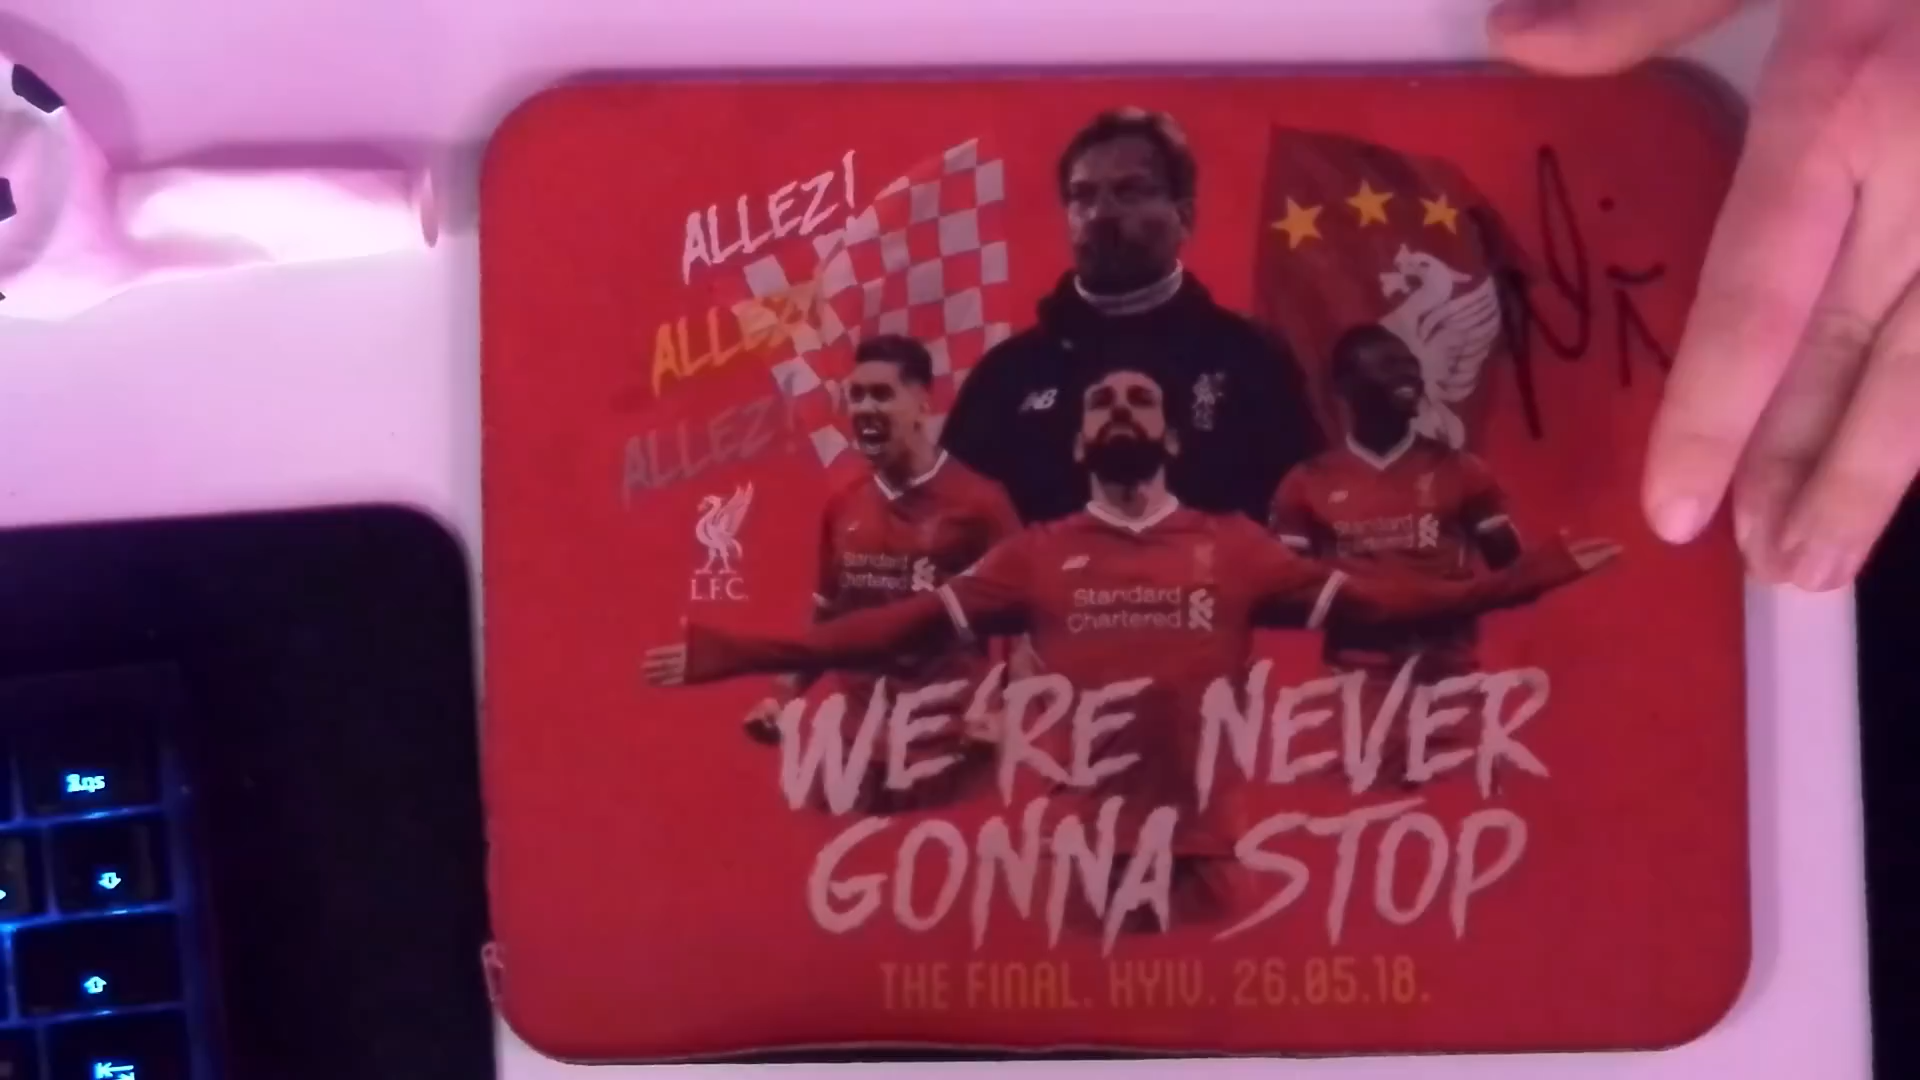 ALLEZ!
ALLEZ!
ALLEZ!
L.F.C.
NB
Standard
Chartered
Standard
Chartered
Standard
Chartered
WE'RE NEVER
GONNA STOP
THE FINAL. KYIV. 26.05.18.